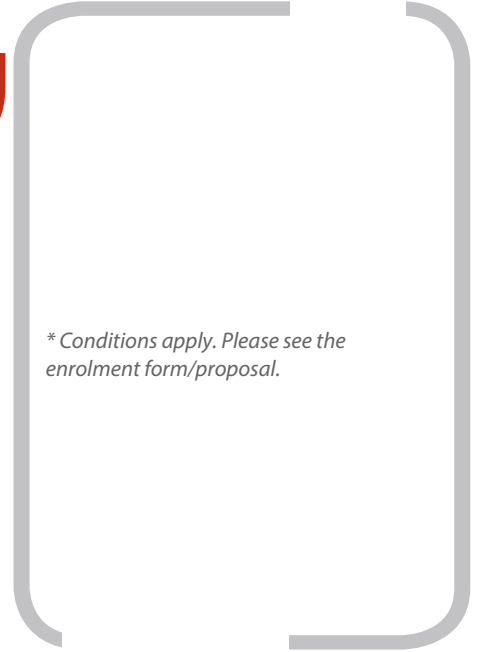 * Conditions apply. Please see the
enrolment form/proposal.